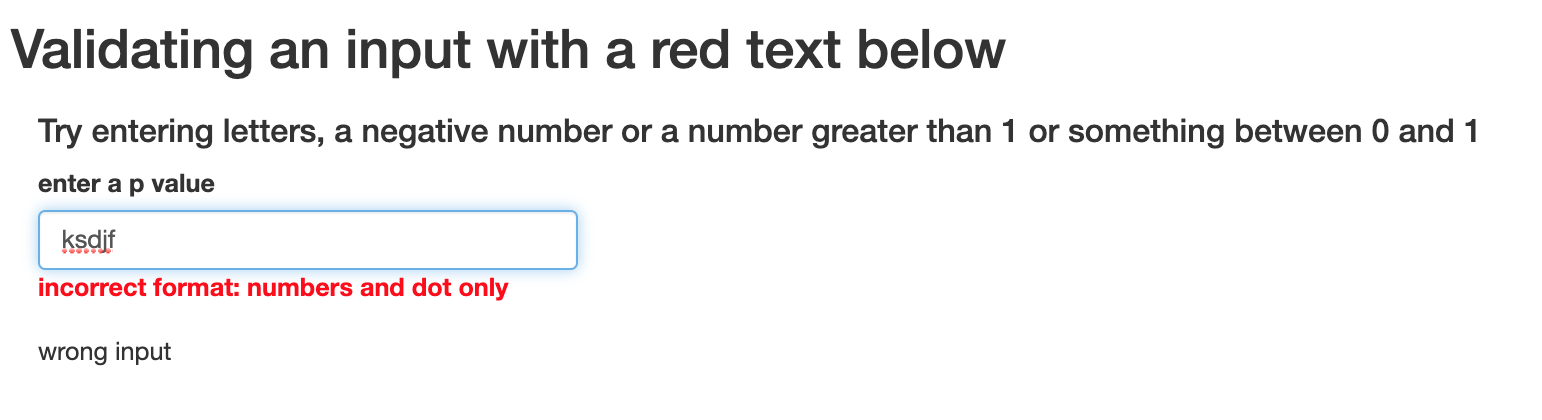 Validating an input with a red text below
Try entering letters, a negative number or a number greater than 1 or something between 0 and 1
enter a p value
ksdjf
incorrect format: numbers and dot only
wrong input